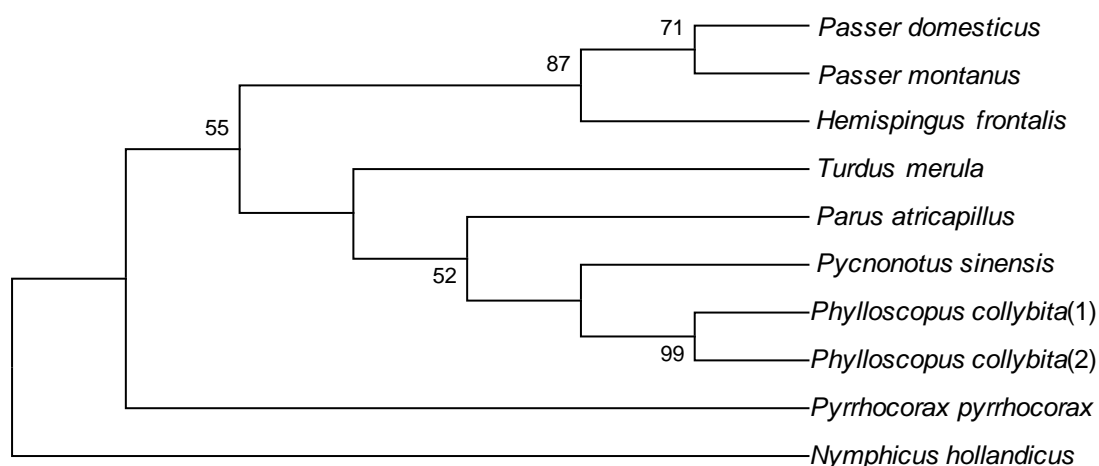 71
Passer domesticus
87
Passer montanus
Hemispingus frontalis
55
Turdus merula
Parus atricapillus
52
Pycnonotus sinensis
Phylloscopus collybita(1)
99
Phylloscopus collybita(2)
Pyrrhocorax pyrrhocorax
Nymphicus hollandicus